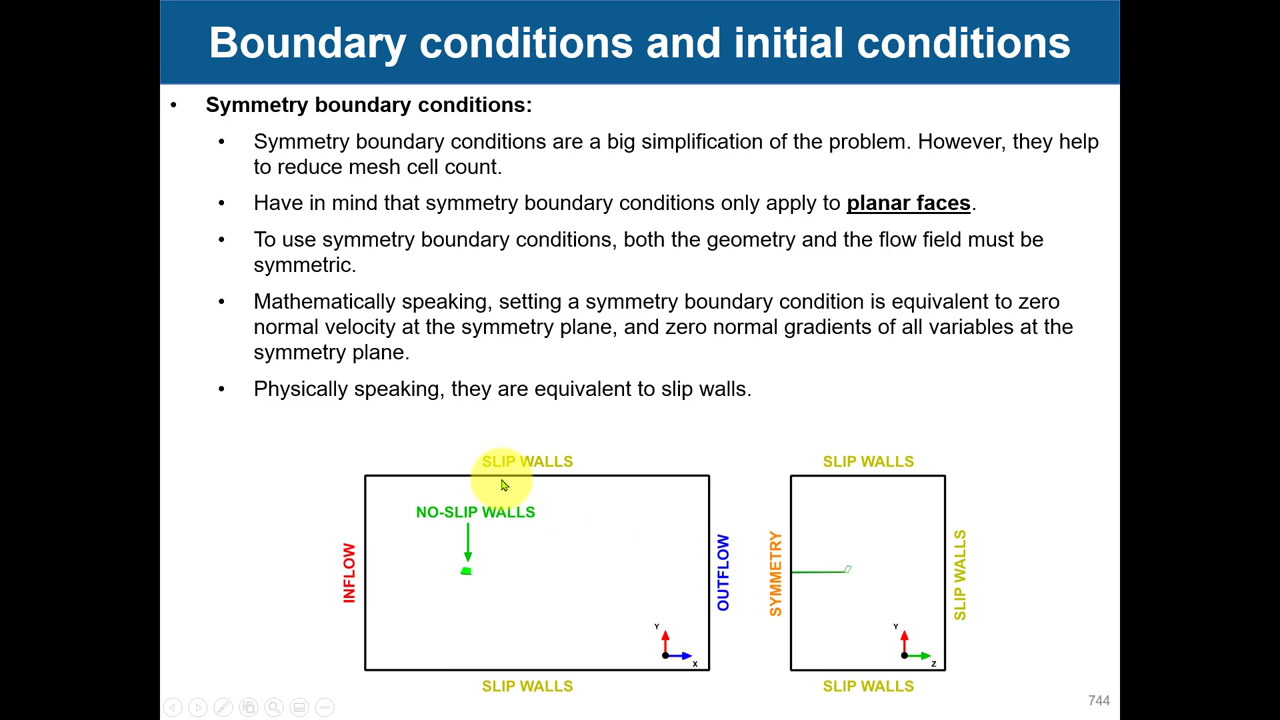 Boundary conditions and initial conditions
• Symmetry boundary conditions:
• Symmetry boundary conditions are a big simplification of the problem. However, they help
to reduce mesh cell count.
• Have in mind that symmetry boundary conditions only apply to planar faces.
• To use symmetry boundary conditions, both the geometry and the flow field must be
symmetric.
• Mathematically speaking, setting a symmetry boundary condition is equivalent to zero
normal velocity at the symmetry plane, and zero normal gradients of all variables at the
symmetry plane.
• Physically speaking, they are equivalent to slip walls.
SLIP WALLS
NO-SLIP WALLS
INFLOW
OUTFLOW
Y
X
SLIP WALLS
SLIP WALLS
SYMMETRY
SLIP WALLS
Y
Z
SLIP WALLS
744